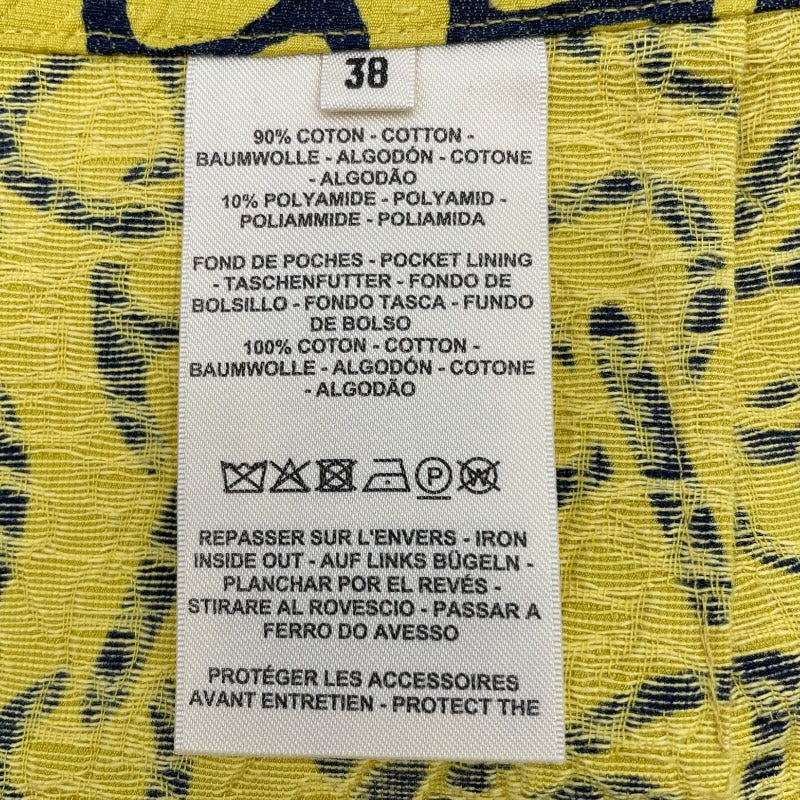 38
90% COTON - COTTON -
BAUMWOLLE - ALGODÓN - COTONE
- ALGODÃO
10% POLYAMIDE - POLYAMID -
POLIAMMIDE - POLIAMIDA
FOND DE POCHES - POCKET LINING
- TASCHENFUTTER - FONDO DE
BOLSILLO - FONDO TASCA - FUNDO
DE BOLSO
100% COTON - COTTON -
BAUMWOLLE - ALGODÓN - COTONE
- ALGODÃO
P W
REPASSER SUR L'ENVERS - IRON
INSIDE OUT - AUF LINKS BÜGELN -
PLANCHAR POR EL REVÉS -
STIRARE AL ROVESCIO - PASSAR A
FERRO DO AVESSO
PROTÉGER LES ACCESSOIRES
AVANT ENTRETIEN - PROTECT THE